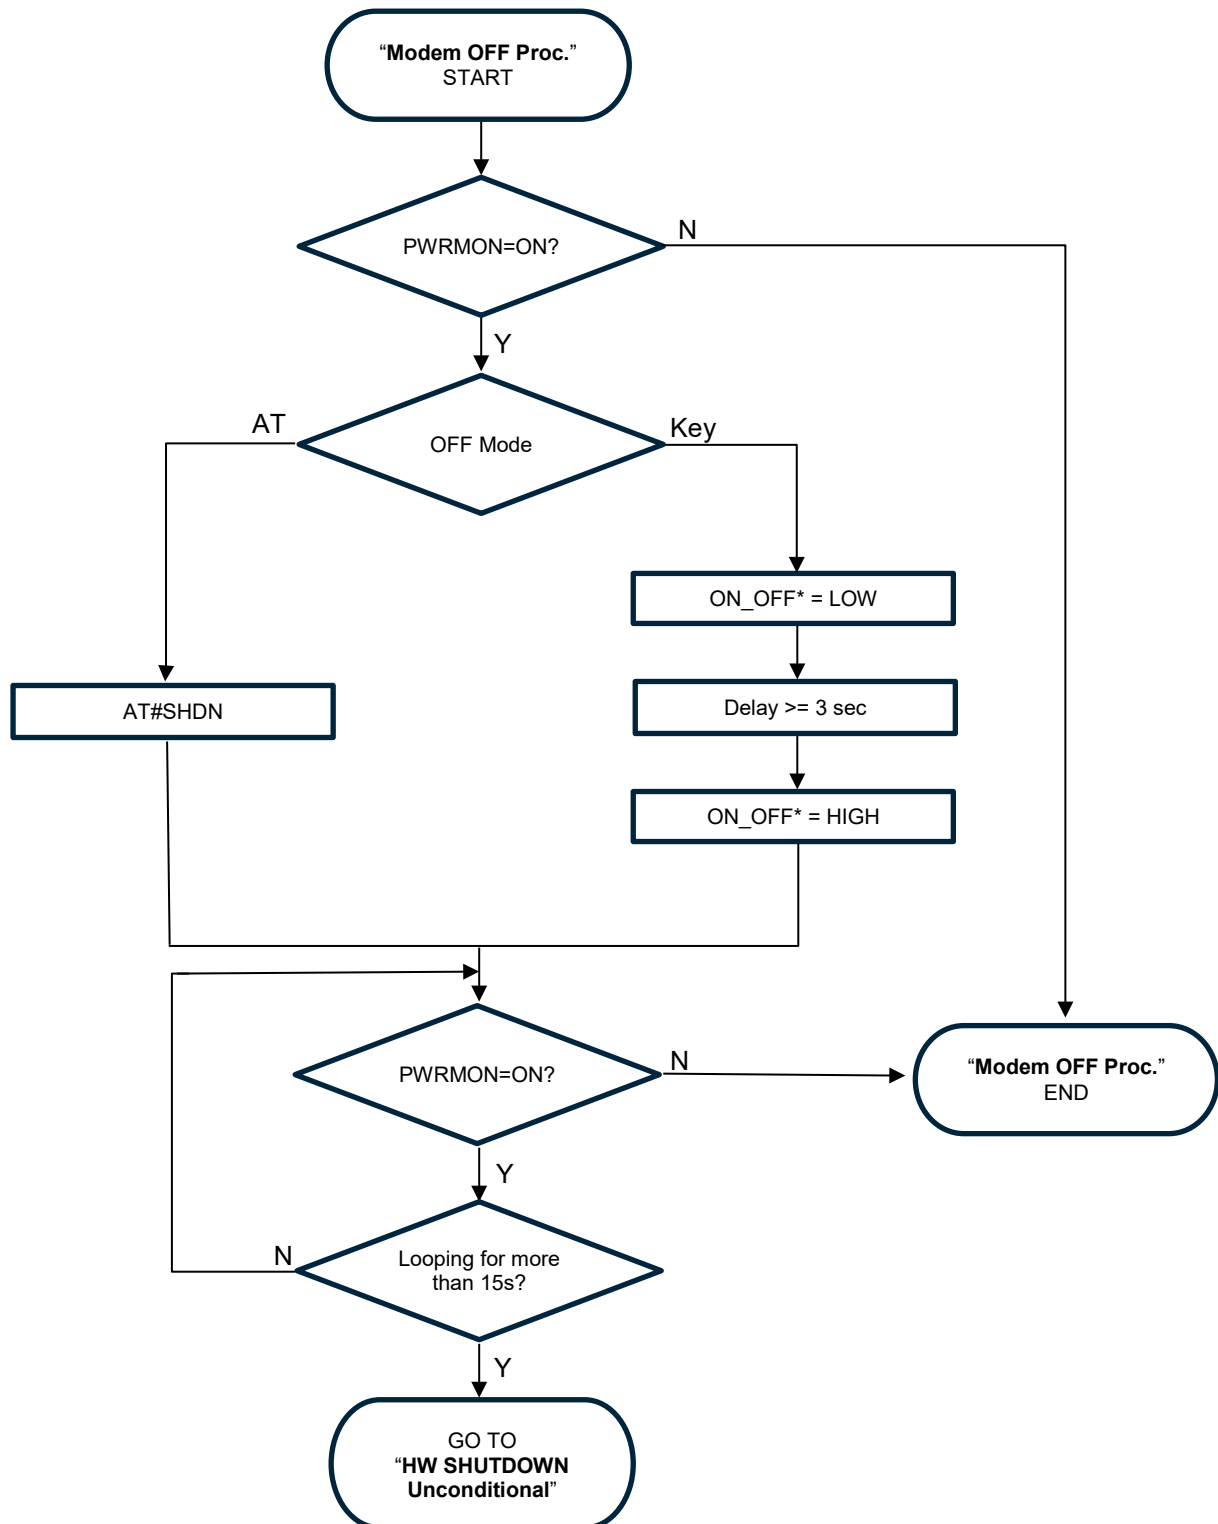 “Modem OFF Proc.”
START
PWRMON=ON?
N
Y
OFF Mode
AT
Key
ON_OFF* = LOW
AT#SHDN
Delay >= 3 sec
ON_OFF* = HIGH
PWRMON=ON?
N
“Modem OFF Proc.”
END
Y
Looping for more
than 15s?
N
Y
GO TO
“HW SHUTDOWN
Unconditional”